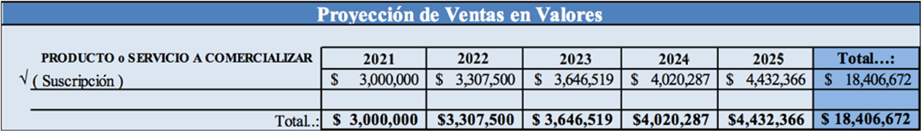 Proyección de Ventas en Valores
PRODUCTO o SERVICIO A COMERCIALIZAR 2021 2022 2023 2024 2025 Total...:
√ ( Suscripción ) $ 3,000,000 $ 3,307,500 $ 3,646,519 $ 4,020,287 $ 4,432,366 $ 18,406,672
Total..: $ 3,000,000 $3,307,500 $ 3,646,519 $4,020,287 $4,432,366 $ 18,406,672